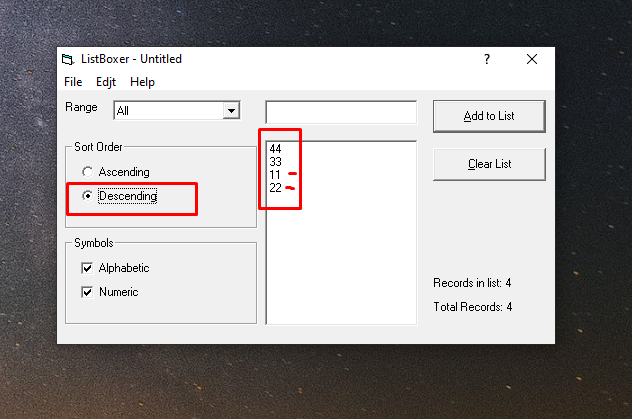 ListBoxer - Untitled
?
File Edit Help
Range
All
Add to List
Sort Order
Ascending
Descending
44
33
11
22
Clear List
Symbols
Alphabetic
Numeric
Records in list: 4
Total Records: 4